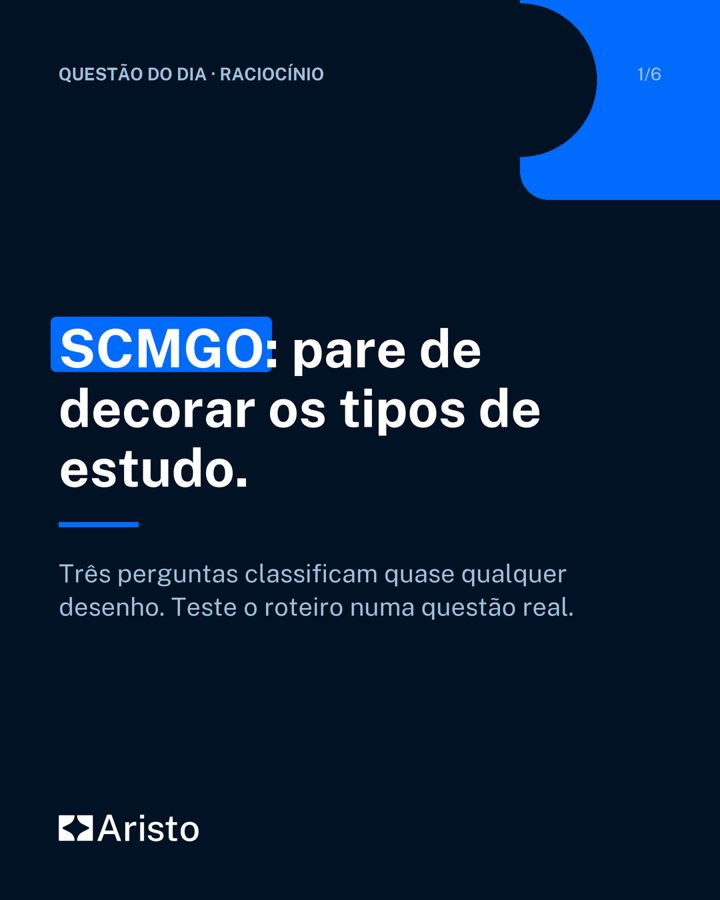 QUESTÃO DO DIA · RACIOCÍNIO
1/6
SCMGO: pare de
decorar os tipos de
estudo.
Três perguntas classificam quase qualquer
desenho. Teste o roteiro numa questão real.
Aristo